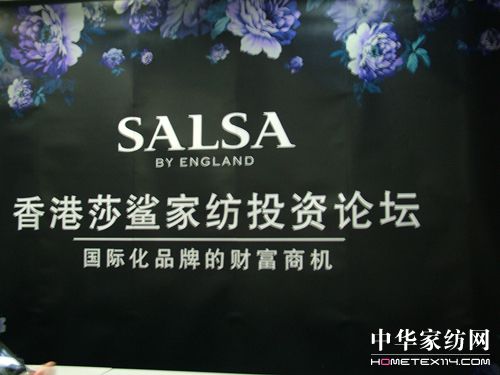 SALSA
BY ENGLAND
香港莎鲨家纺投资论坛
国际化品牌的财富商机
中华家纺网
HOMETEX114.COM